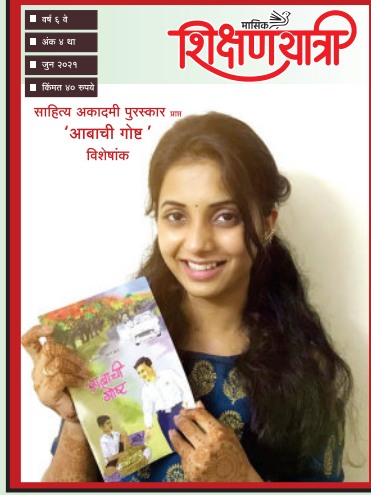 वर्ष ६ वे
अंक ४ था
जुन २०२१
किंमत ४० रुपये
मासिक
शिक्षणयात्री
साहित्य अकादमी पुरस्कार प्राप्त
‘आबाची गोष्ट ’
विशेषांक
आबाची
गोष्ट